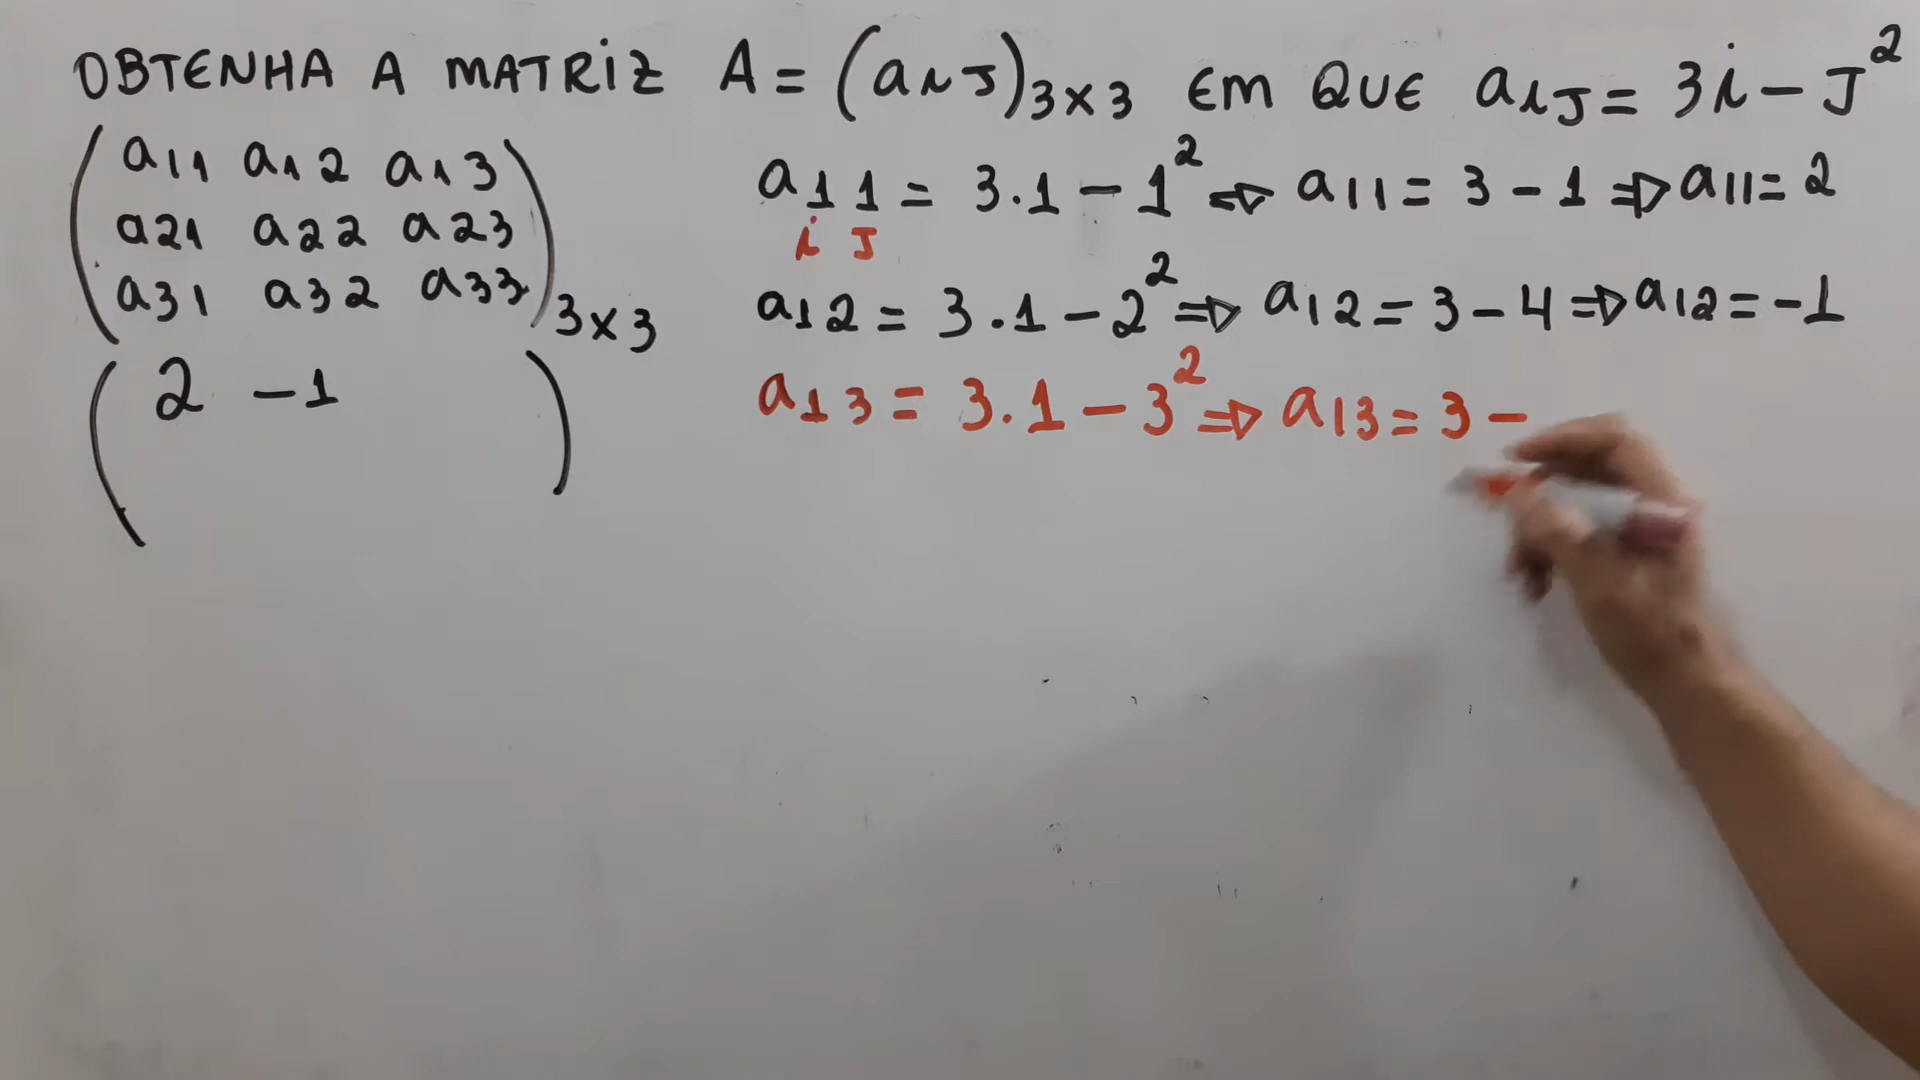 OBTENHA A MATRIZ A = (aiJ)3x3 EM QUE aiJ = 3i - J²
a11 a12 a13
a21 a22 a23
a31 a32 a33
3x3
2 -1
a11 = 3.1 - 1² ⇒ a11 = 3 - 1 ⇒ a11 = 2
i J
a12 = 3.1 - 2² ⇒ a12 = 3 - 4 ⇒ a12 = -1
a13 = 3.1 - 3² ⇒ a13 = 3 -